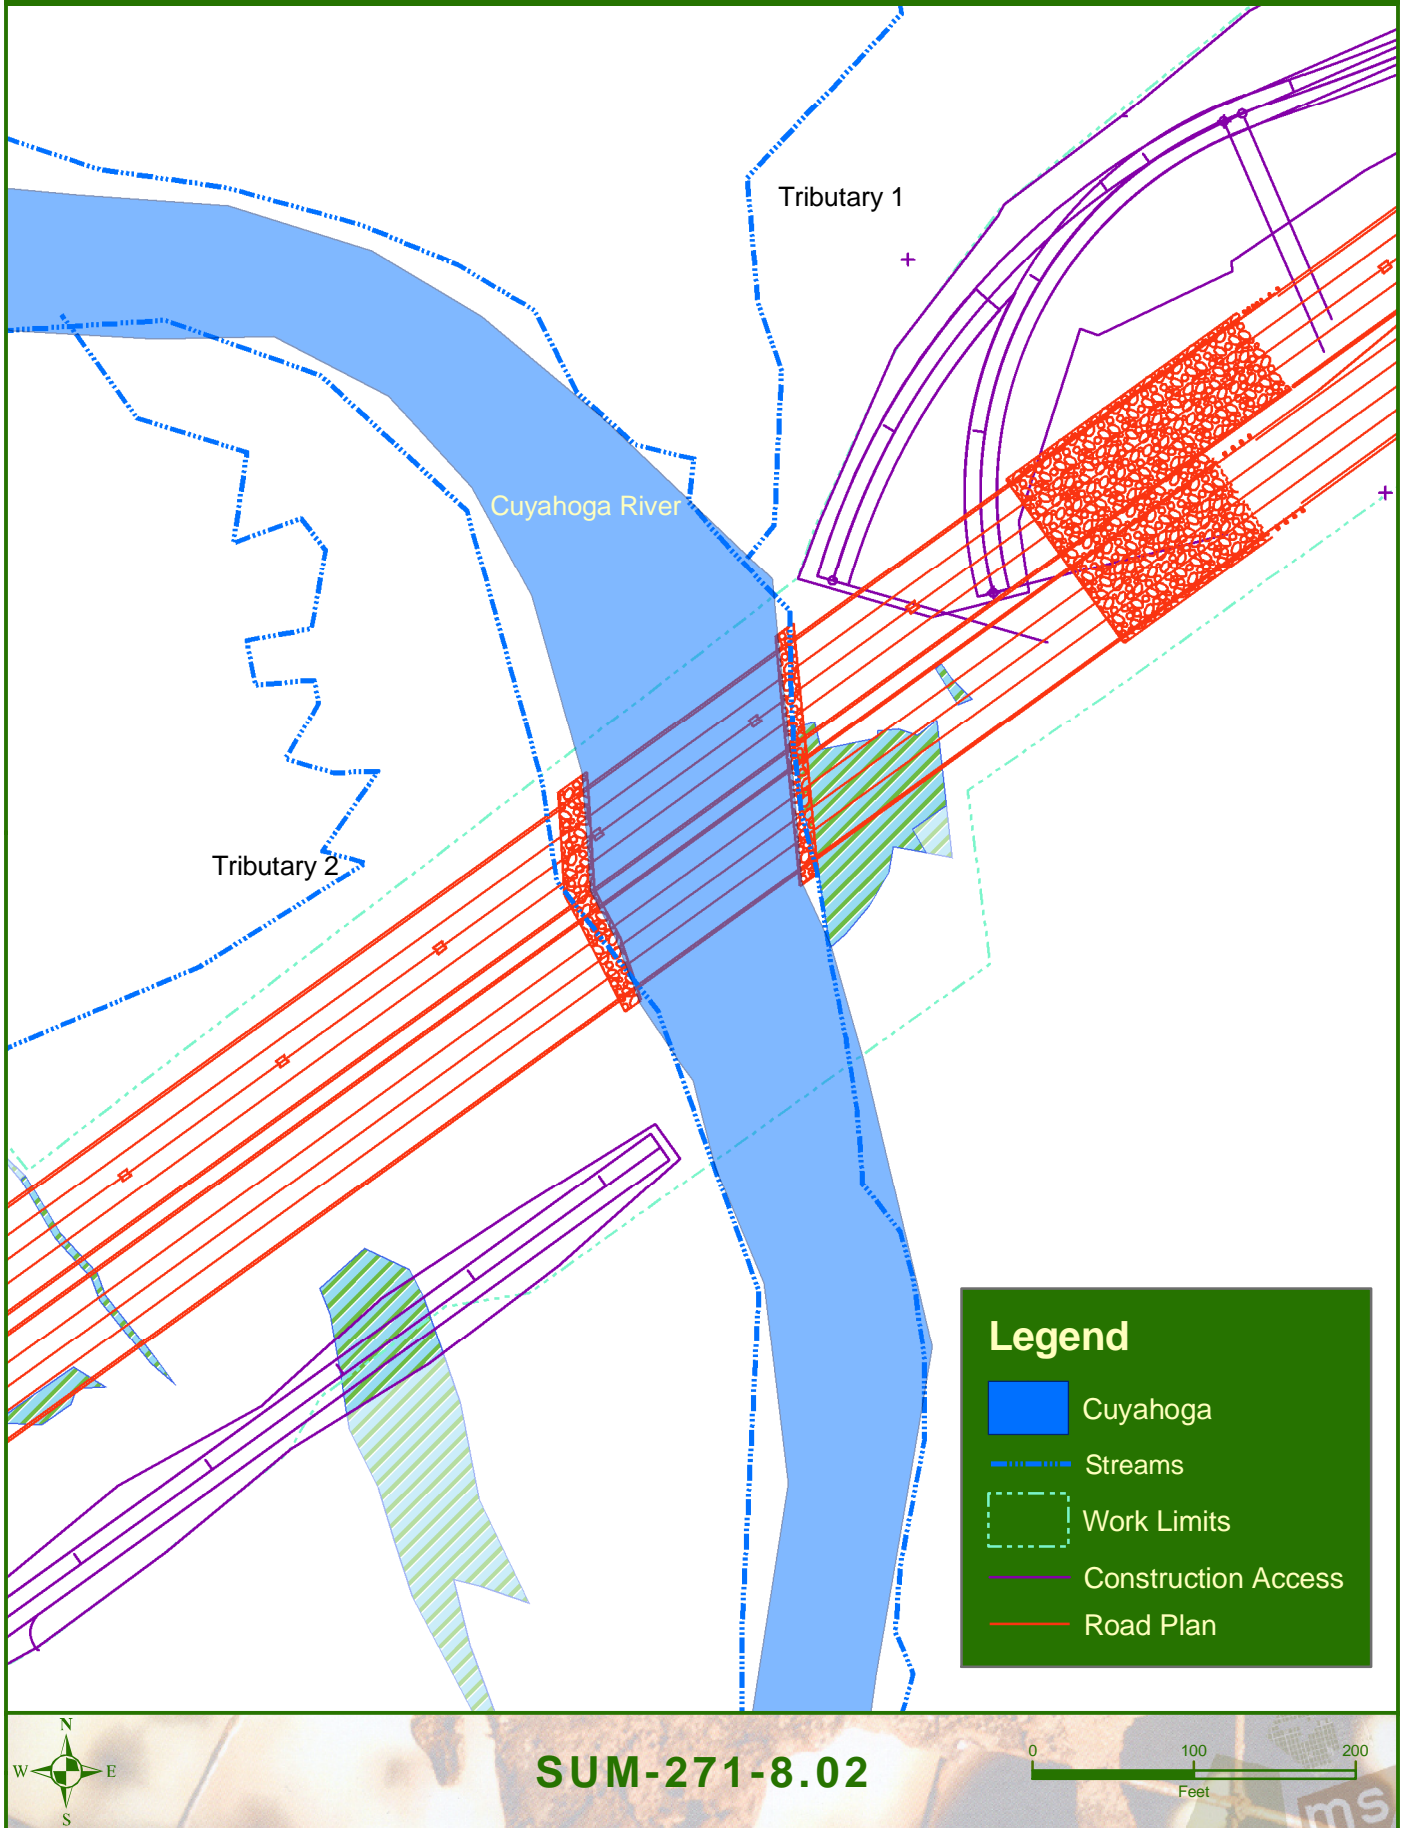 Tributary 1
Cuyahoga River
Tributary 2
Legend
Cuyahoga
Streams
Work Limits
Construction Access
Road Plan
N
W E
S
SUM-271-8.02
0 100 200
Feet
ms